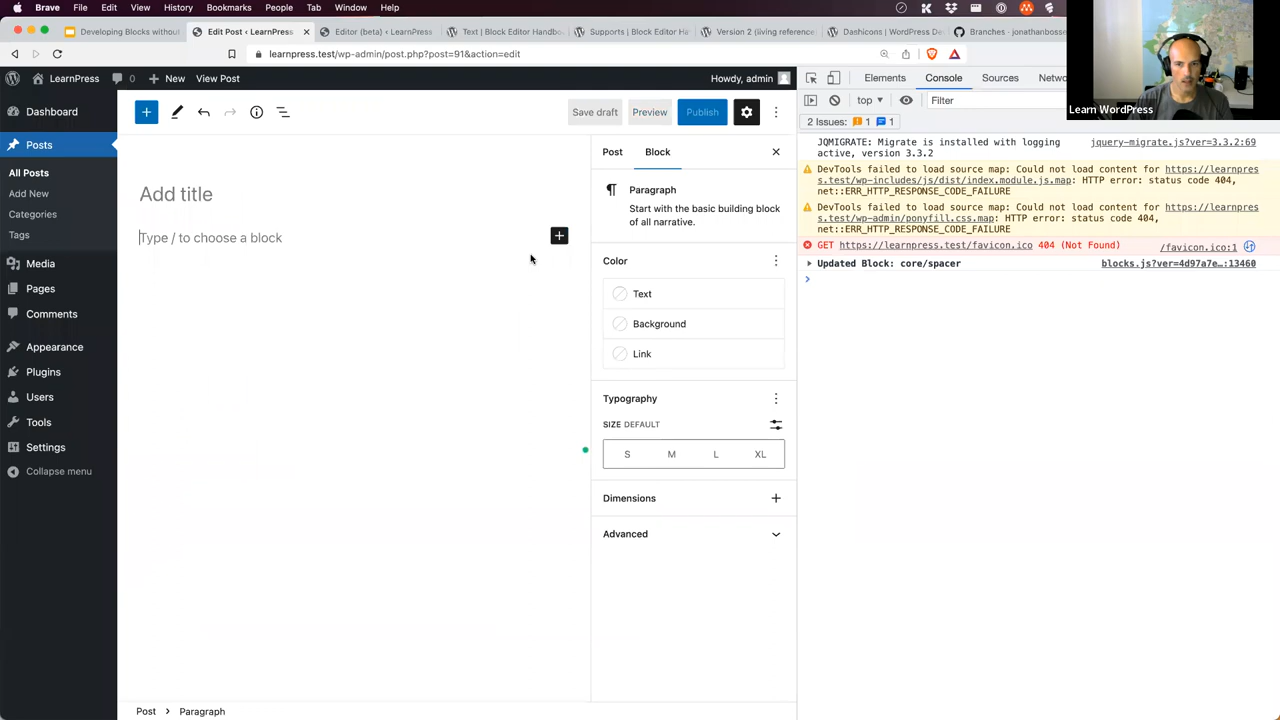 Brave File Edit View History Bookmarks People Tab Window Help
Developing Blocks without
Edit Post ‹ LearnPress
Editor (beta) ‹ LearnPress
Text | Block Editor Handbo
Supports | Block Editor Ha
Version 2 (living reference
Dashicons | WordPress Dev
Branches · jonathanbosse
learnpress.test/wp-admin/post.php?post=91&action=edit
LearnPress 0 New View Post Howdy, admin
Elements Console Sources Netw
top Filter
Learn WordPress
2 Issues: 1 1
Dashboard
Posts
All Posts
Add New
Categories
Tags
Media
Pages
Comments
Appearance
Plugins
Users
Tools
Settings
Collapse menu
Save draft Preview Publish
Add title
Type / to choose a block
Post Block
Paragraph
Start with the basic building block
of all narrative.
Color
Text
Background
Link
Typography
SIZE DEFAULT
S M L XL
Dimensions
Advanced
Post Paragraph
JQMIGRATE: Migrate is installed with logging jquery-migrate.js?ver=3.3.2:69
active, version 3.3.2
DevTools failed to load source map: Could not load content for https://learnpres
s.test/wp-includes/js/dist/index.module.js.map: HTTP error: status code 404,
net::ERR_HTTP_RESPONSE_CODE_FAILURE
DevTools failed to load source map: Could not load content for https://learnpres
s.test/wp-admin/ponyfill.css.map: HTTP error: status code 404,
net::ERR_HTTP_RESPONSE_CODE_FAILURE
GET https://learnpress.test/favicon.ico 404 (Not Found) /favicon.ico:1
Updated Block: core/spacer blocks.js?ver=4d97a7e…:13460